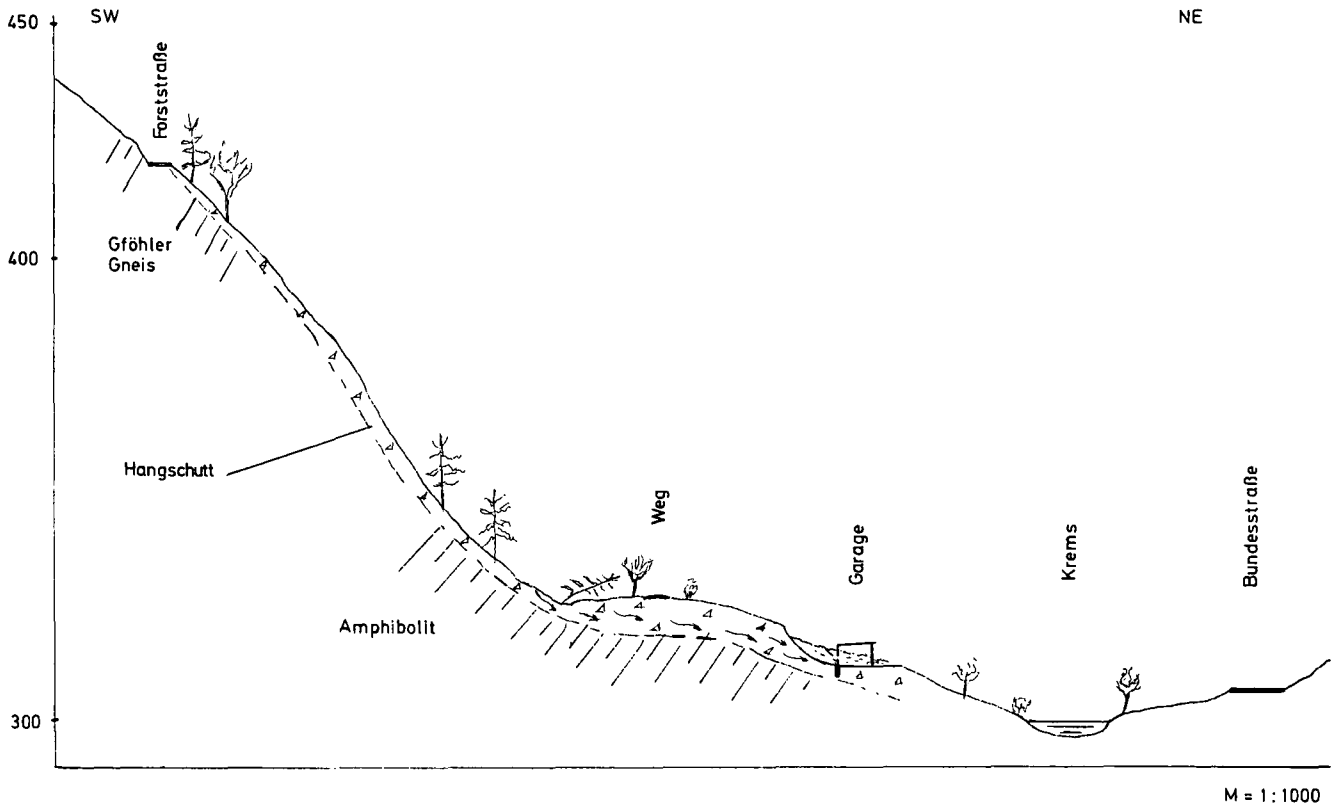 450
SW
NE
Forststraße
Gföhler
Gneis
400
Hangschutt
Weg
Garage
Krems
Bundesstraße
Amphibolit
300
M = 1 : 1000